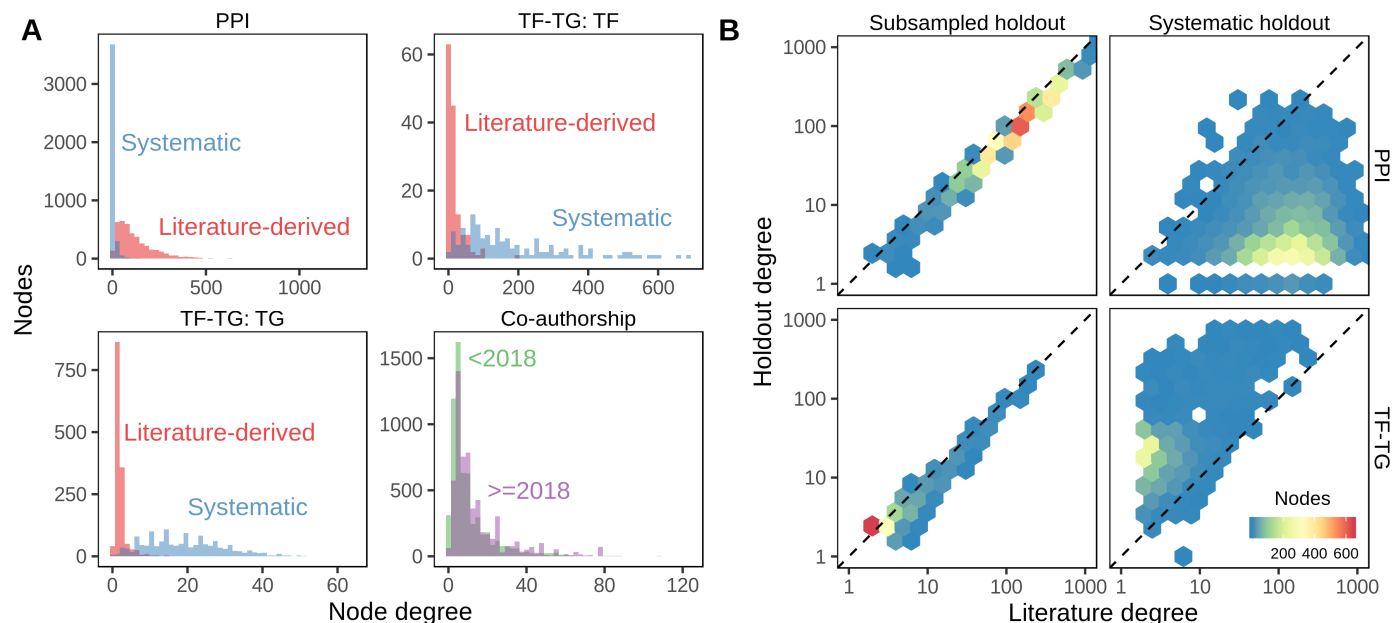 A
PPI
TF-TG: TF
3000
2000
1000
0
Systematic
Literature-derived
0
500
1000
60
40
20
0
Literature-derived
Systematic
0
200
400
600
Nodes
TF-TG: TG
Co-authorship
750
500
250
0
Literature-derived
Systematic
0
20
40
60
1500
1000
500
0
<2018
>=2018
0
40
80
120
Node degree
B
Subsampled holdout
Systematic holdout
1000
100
10
1
PPI
Holdout degree
1000
100
10
1
TF-TG
Nodes
200 400 600
1
10
100
1000
1
10
100
1000
Literature degree